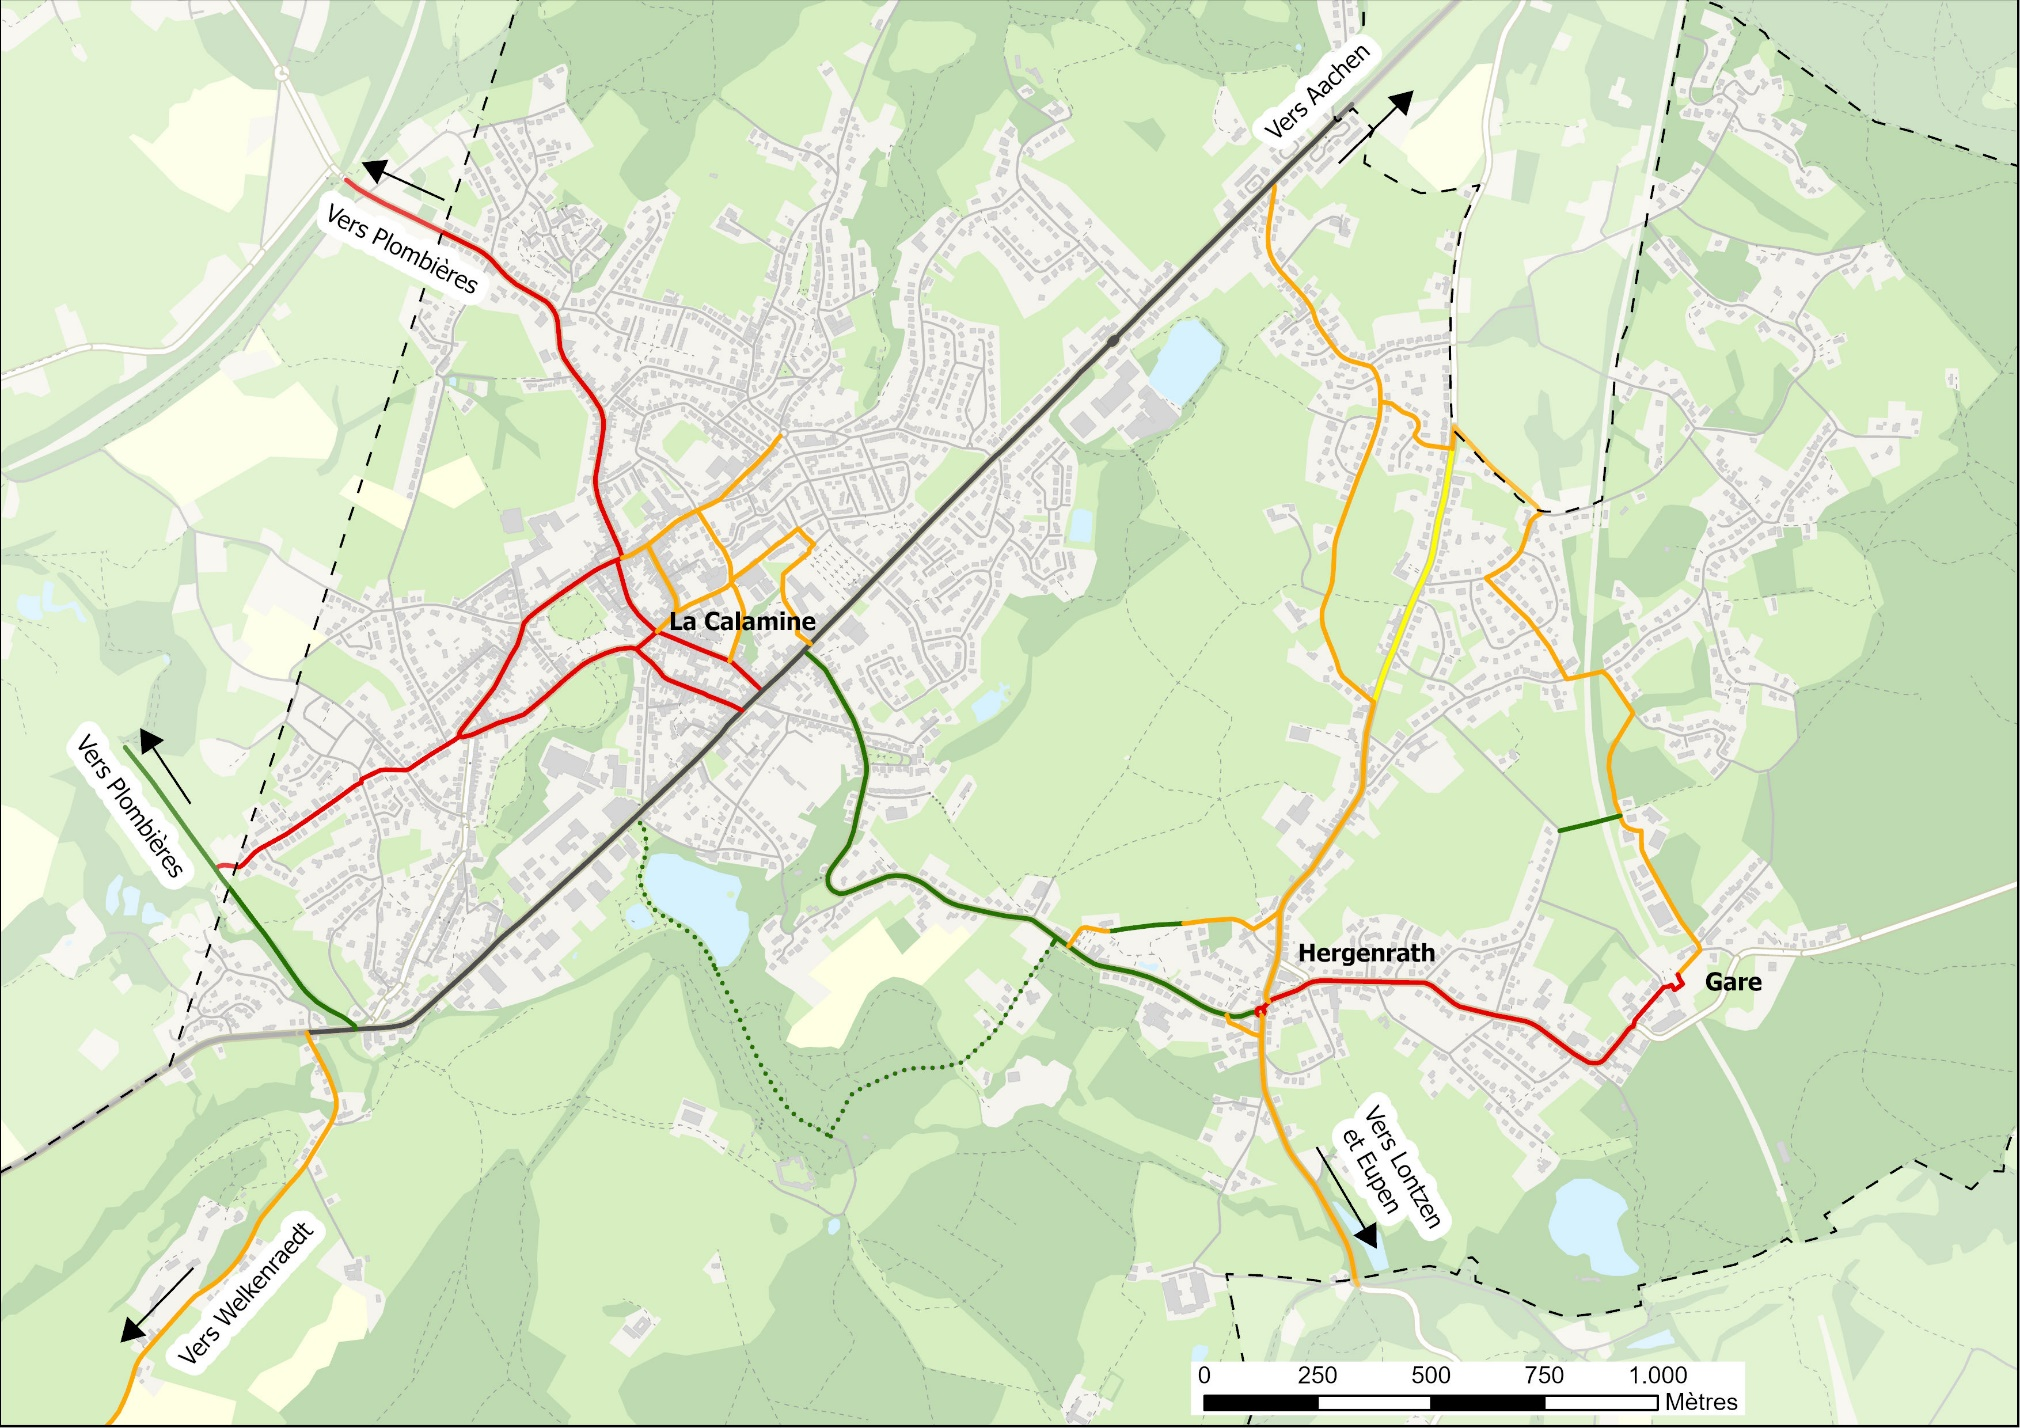 Vers Aachen
Vers Plombières
La Calamine
Vers Plombières
Hergenrath
Gare
Vers Lontzen
et Eupen
Vers Welkenraedt
0 250 500 750 1.000
Mètres